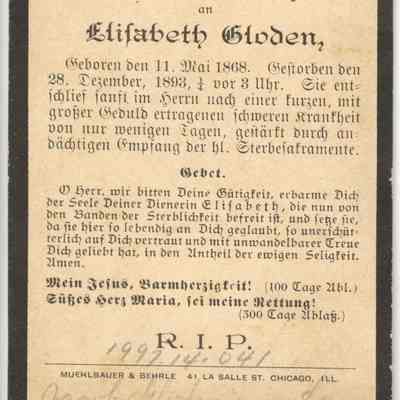 an
Elisabeth Gloden,
Geboren den 11. Mai 1868. Gestorben den
28. Dezember, 1893, ¼ vor 3 Uhr. Sie ent-
schlief sanft im Herrn nach einer kurzen, mit
großer Geduld ertragenen schweren Krankheit
von nur wenigen Tagen, gestärkt durch an-
dächtigen Empfang der hl. Sterbesakramente.
Gebet.
O Herr, wir bitten Deine Gütigkeit, erbarme Dich
der Seele Deiner Dienerin Elisabeth, die nun von
den Banden der Sterblichkeit befreit ist, und setze sie,
da sie hier so lebendig an Dich geglaubt, so unerschüt-
terlich auf Dich vertraut und mit unwandelbarer Treue
Dich geliebt hat, in den Antheil der ewigen Seligkeit.
Amen.
Mein Jesus, Barmherzigkeit! (100 Tage Abl.)
Süßes Herz Maria, sei meine Rettung!
(300 Tage Ablaß.)
R. I. P.
1992.14.041
MUEHLBAUER & BEHRLE 41 LA SALLE ST. CHICAGO, ILL.